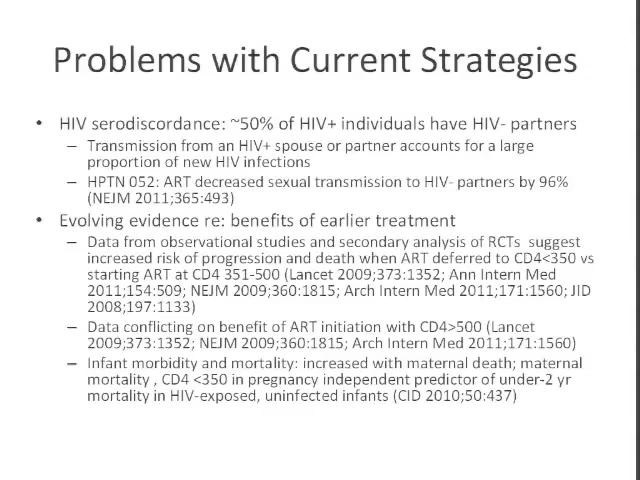 Problems with Current Strategies
• HIV serodiscordance: ~50% of HIV+ individuals have HIV- partners
– Transmission from an HIV+ spouse or partner accounts for a large
proportion of new HIV infections
– HPTN 052: ART decreased sexual transmission to HIV- partners by 96%
(NEJM 2011;365:493)
• Evolving evidence re: benefits of earlier treatment
– Data from observational studies and secondary analysis of RCTs suggest
increased risk of progression and death when ART deferred to CD4<350 vs
starting ART at CD4 351-500 (Lancet 2009;373:1352; Ann Intern Med
2011;154:509; NEJM 2009;360:1815; Arch Intern Med 2011;171:1560; JID
2008;197:1133)
– Data conflicting on benefit of ART initiation with CD4>500 (Lancet
2009;373:1352; NEJM 2009;360:1815; Arch Intern Med 2011;171:1560)
– Infant morbidity and mortality: increased with maternal death; maternal
mortality , CD4 <350 in pregnancy independent predictor of under-2 yr
mortality in HIV-exposed, uninfected infants (CID 2010;50:437)